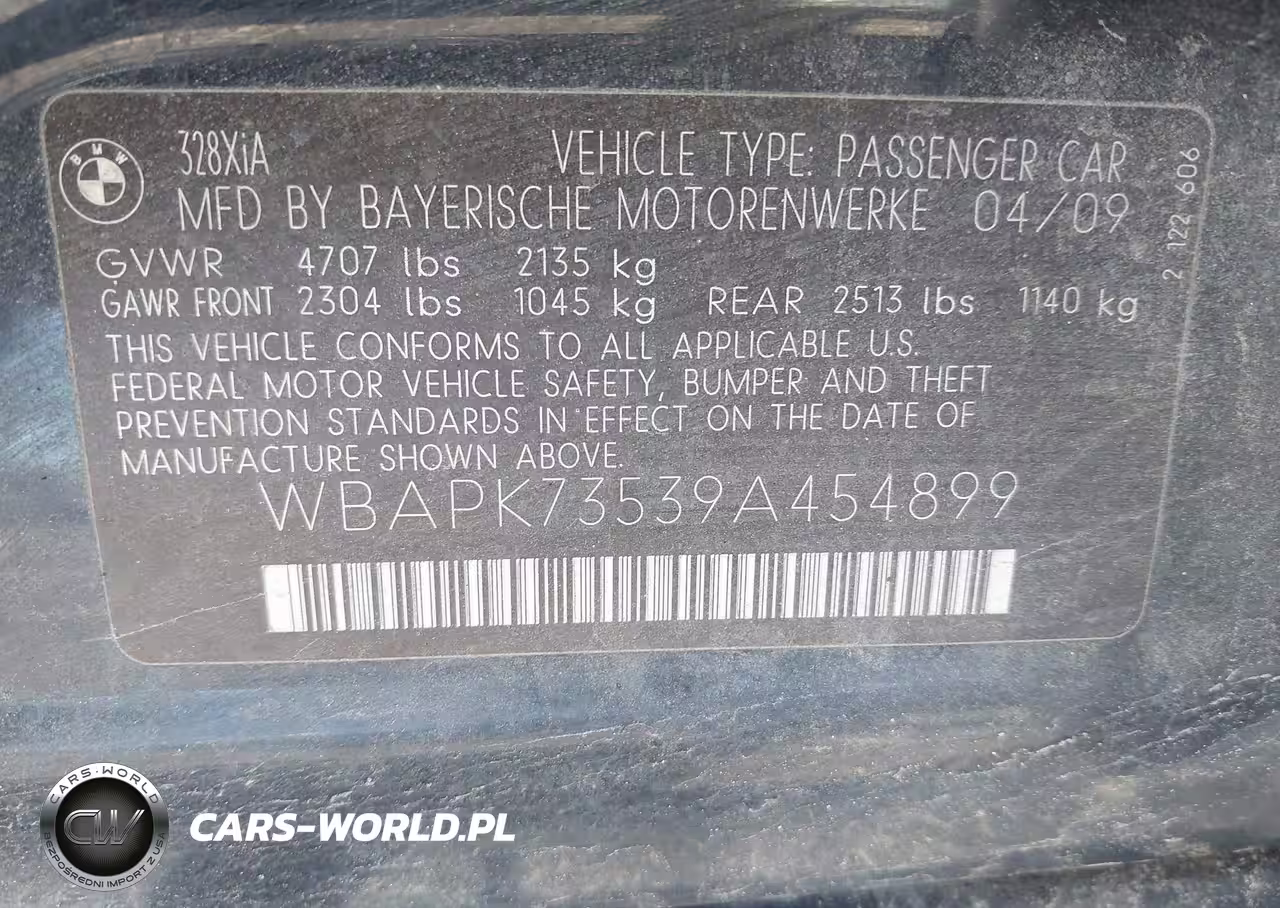 BMW
328XiA
VEHICLE TYPE: PASSENGER CAR
MFD BY BAYERISCHE MOTORENWERKE 04/09
GVWR 4707 lbs 2135 kg
GAWR FRONT 2304 lbs 1045 kg REAR 2513 lbs 1140 kg
THIS VEHICLE CONFORMS TO ALL APPLICABLE U.S.
FEDERAL MOTOR VEHICLE SAFETY, BUMPER AND THEFT
PREVENTION STANDARDS IN EFFECT ON THE DATE OF
MANUFACTURE SHOWN ABOVE.
WBAPK73539A454899
2 122 606
CARS-WORLD
CW
BEZPOŚREDNI IMPORT Z USA
CARS-WORLD.PL